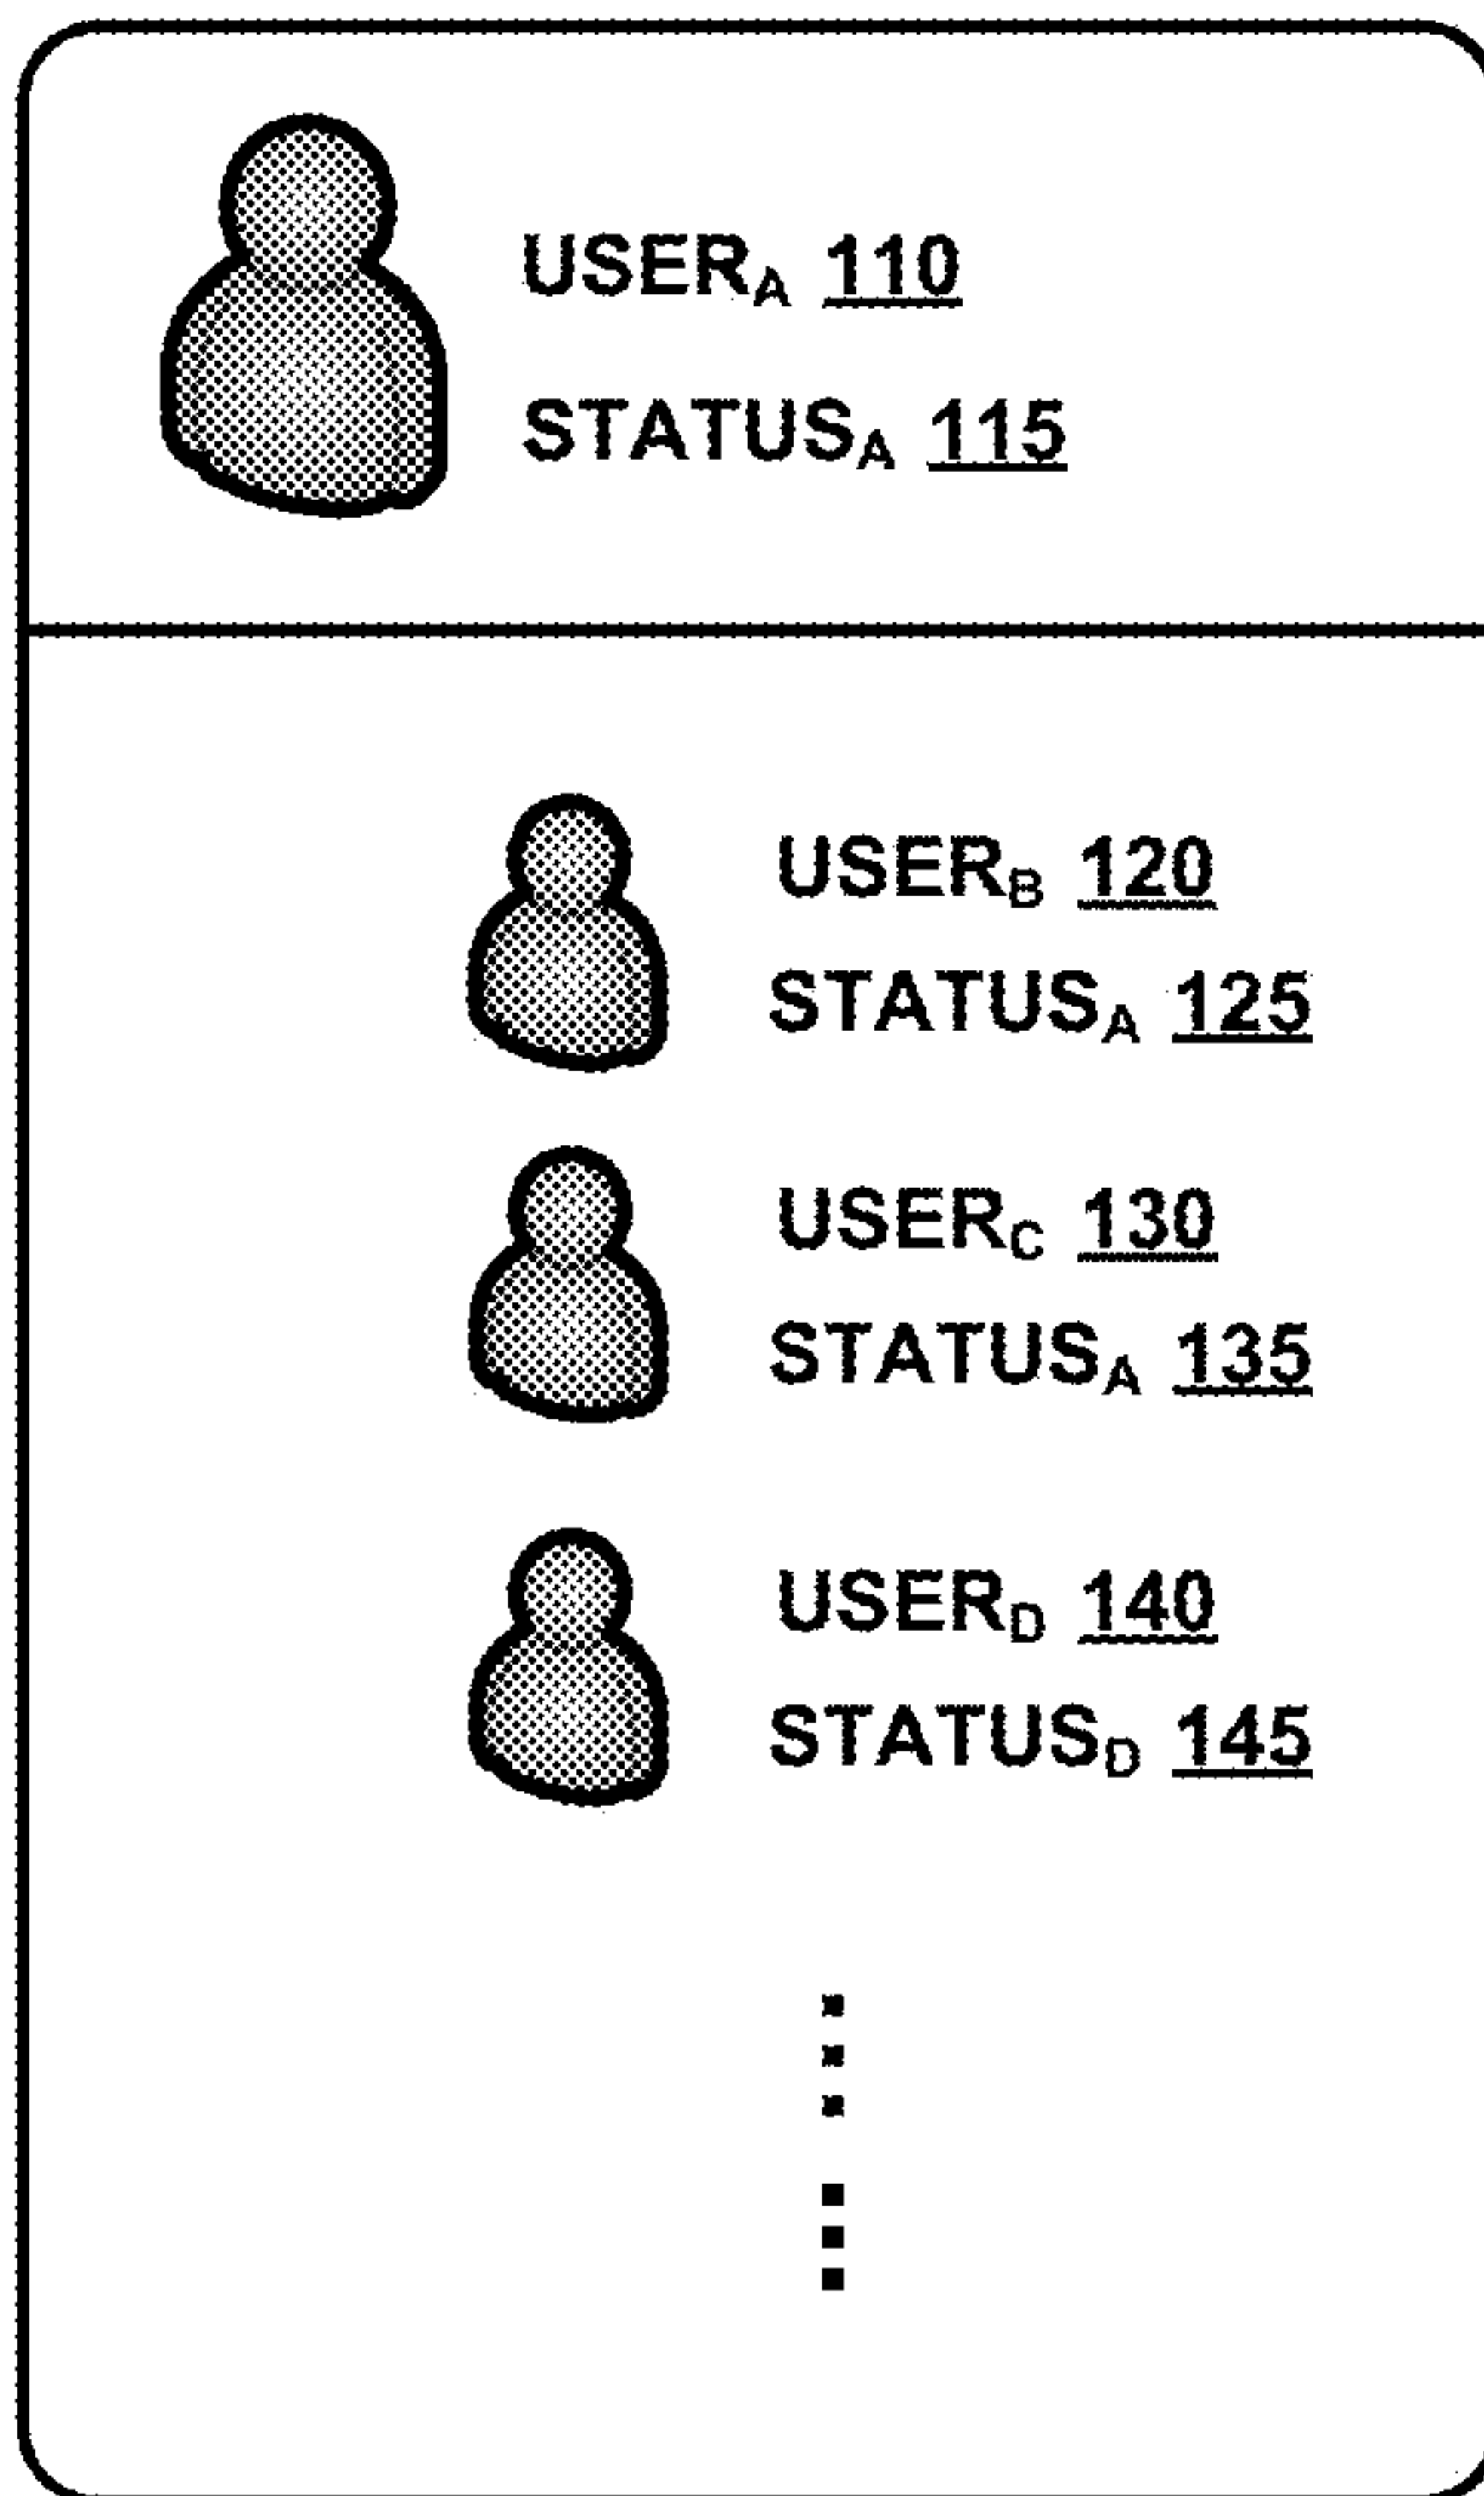 USERA 110
STATUSA 115
USERB 120
STATUSA 125
USERC 130
STATUSA 135
USERD 140
STATUSD 145